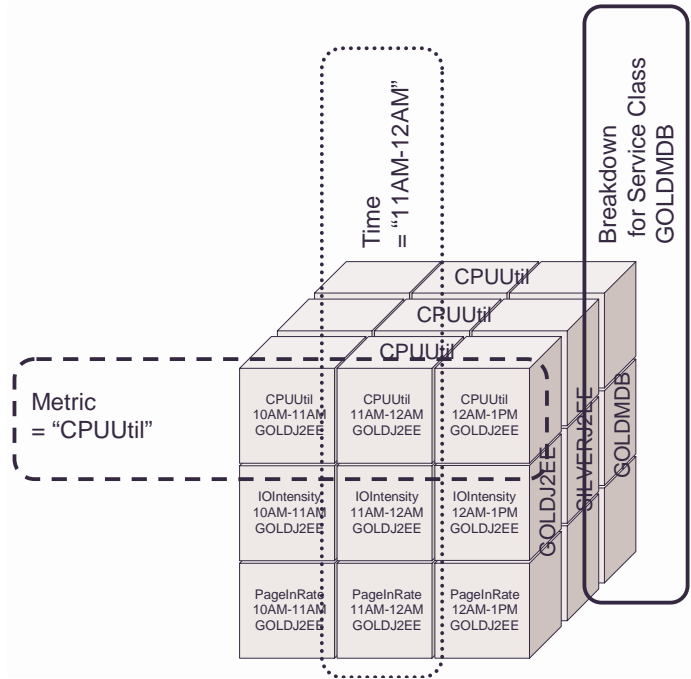 Time
= “11AM-12AM”
Breakdown
for Service Class
GOLDMDB
CPUUtil
CPUUtil
CPUUtil
Metric
= “CPUUtil”
CPUUtil
10AM-11AM
GOLDJ2EE
CPUUtil
11AM-12AM
GOLDJ2EE
CPUUtil
12AM-1PM
GOLDJ2EE
IOIntensity
10AM-11AM
GOLDJ2EE
IOIntensity
11AM-12AM
GOLDJ2EE
IOIntensity
12AM-1PM
GOLDJ2EE
PageInRate
10AM-11AM
GOLDJ2EE
PageInRate
11AM-12AM
GOLDJ2EE
PageInRate
12AM-1PM
GOLDJ2EE
GOLDJ2EE
SILVERJ2EE
GOLDMDB